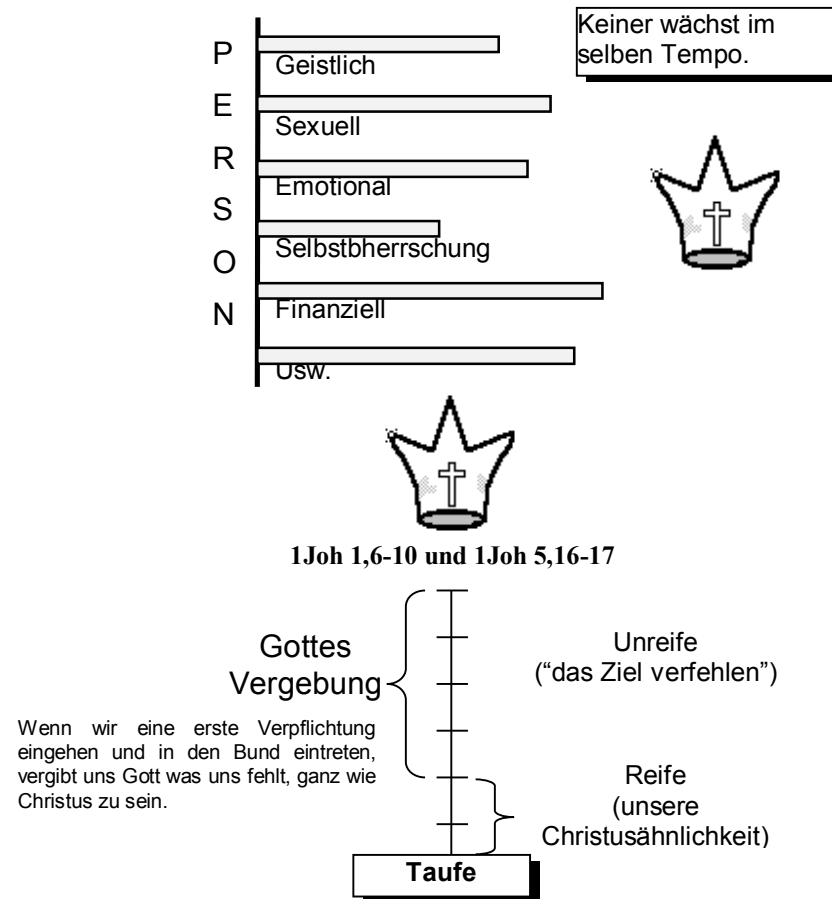 Keiner wächst im
selben Tempo.
P
E
R
S
O
N
Geistlich
Sexuell
Emotional
Selbstbherrschung
Finanziell
Usw.
1Joh 1,6-10 und 1Joh 5,16-17
Gottes
Vergebung
Unreife
(“das Ziel verfehlen”)
Wenn wir eine erste Verpflichtung
eingehen und in den Bund eintreten,
vergibt uns Gott was uns fehlt, ganz wie
Christus zu sein.
Reife
(unsere
Christusähnlichkeit)
Taufe